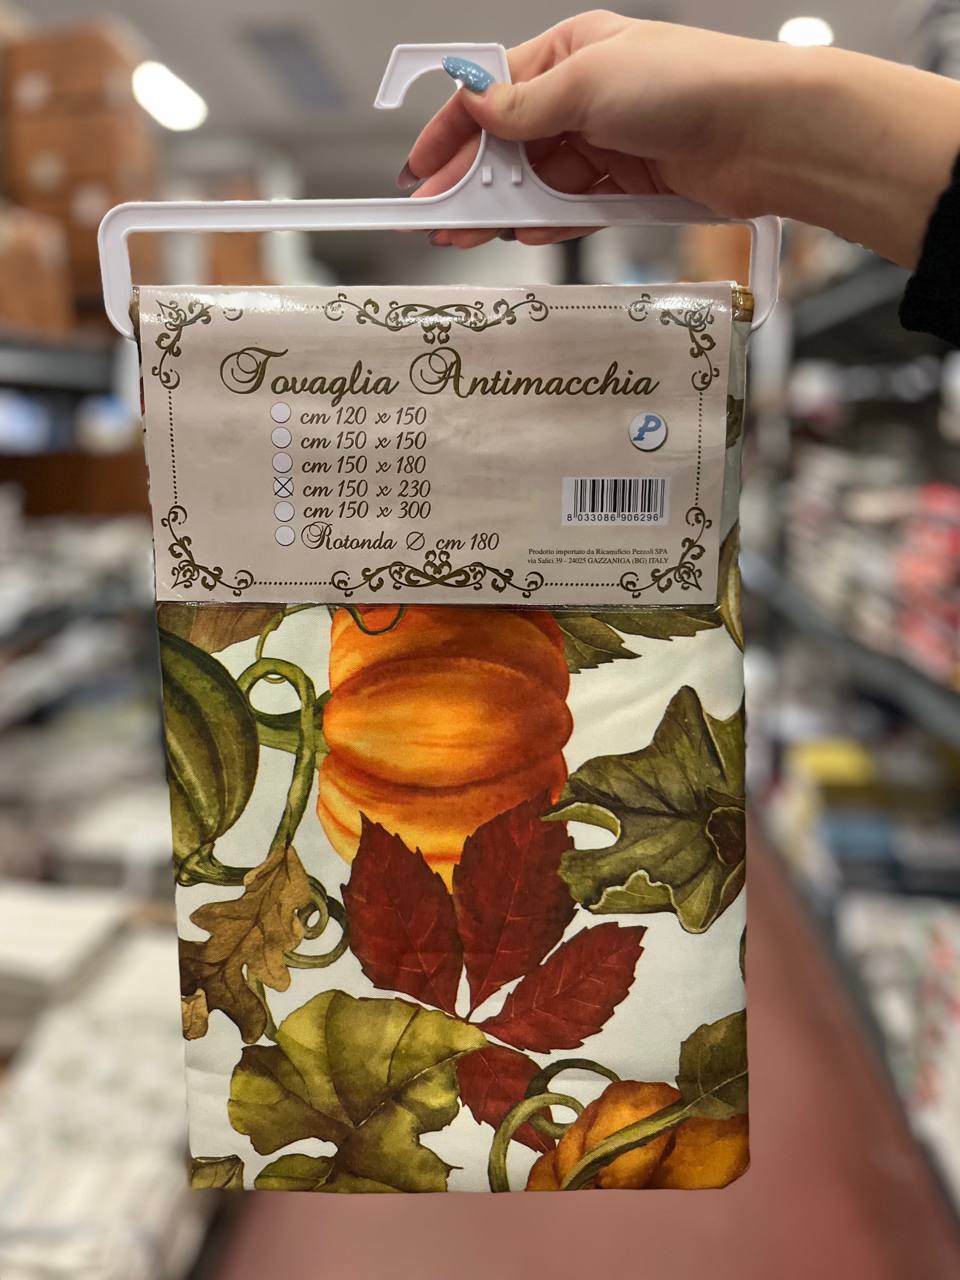 Tovaglia Antimacchia
cm 120 x 150
cm 150 x 150
cm 150 x 180
cm 150 x 230
cm 150 x 300
Rotonda Ø cm 180
P
8 033086 906296
Prodotto importato da Ricamificio Pezzoli SPA
via Salici 39 - 24025 GAZZANIGA (BG) ITALY